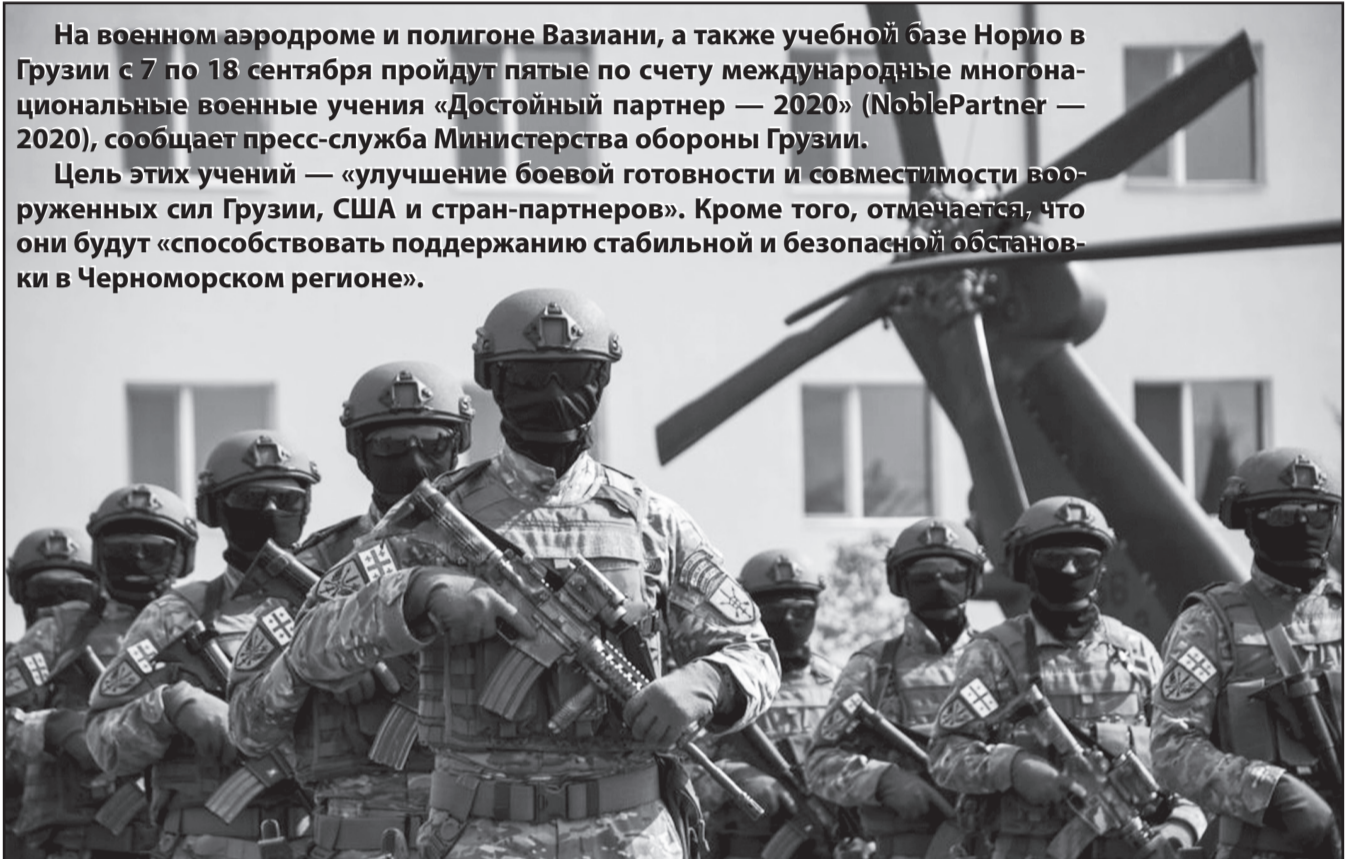 На военном аэродроме и полигоне Вазиани, а также учебной базе Норио в
Грузии с 7 по 18 сентября пройдут пятые по счету международные многона-
циональные военные учения «Достойный партнер — 2020» (NoblePartner —
2020), сообщает пресс-служба Министерства обороны Грузии.
Цель этих учений — «улучшение боевой готовности и совместимости воо-
руженных сил Грузии, США и стран-партнеров». Кроме того, отмечается, что
они будут «способствовать поддержанию стабильной и безопасной обстанов-
ки в Черноморском регионе».